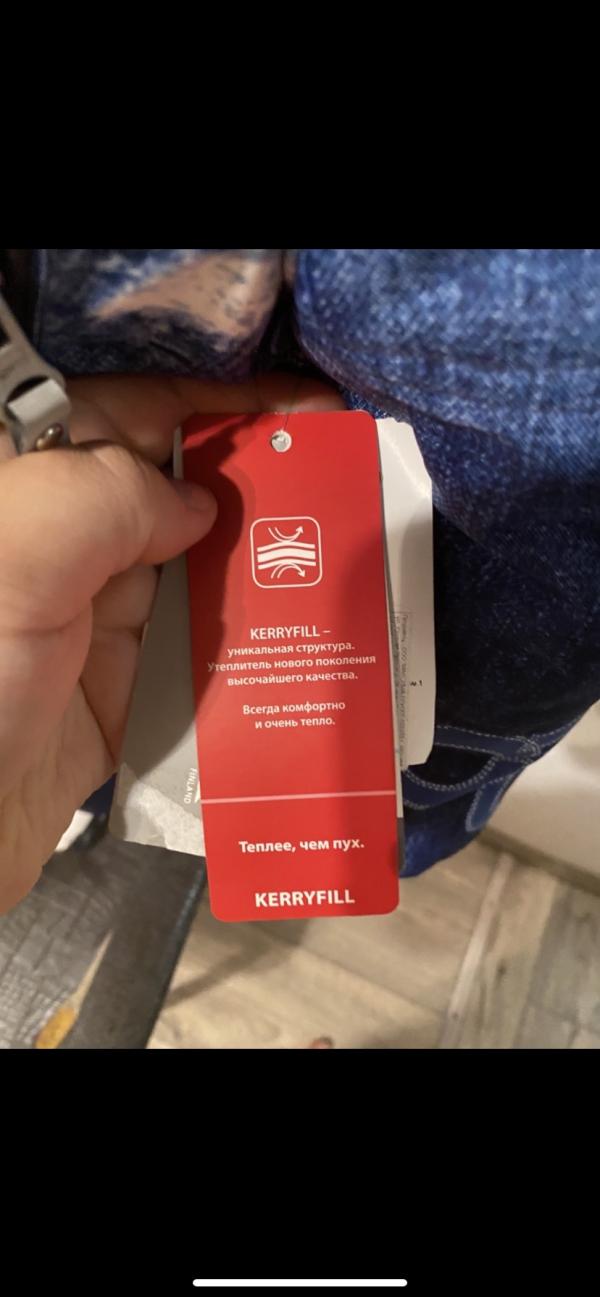 KERRYFILL –
уникальная структура.
Утеплитель нового поколения
высочайшего качества.
Всегда комфортно
и очень тепло.
Теплее, чем пух.
KERRYFILL
FINLAND